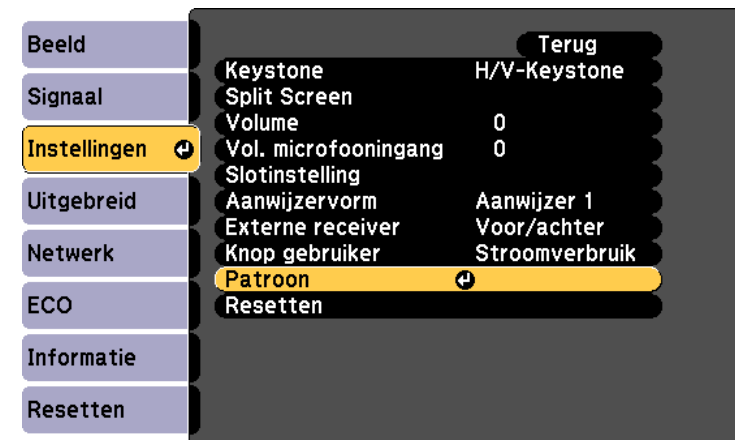 Beeld
Signaal
Instellingen
Uitgebreid
Netwerk
ECO
Informatie
Resetten
Terug
Keystone H/V-Keystone
Split Screen
Volume 0
Vol. microfooningang 0
Slotinstelling
Aanwijzervorm Aanwijzer 1
Externe receiver Voor/achter
Knop gebruiker Stroomverbruik
Patroon
Resetten